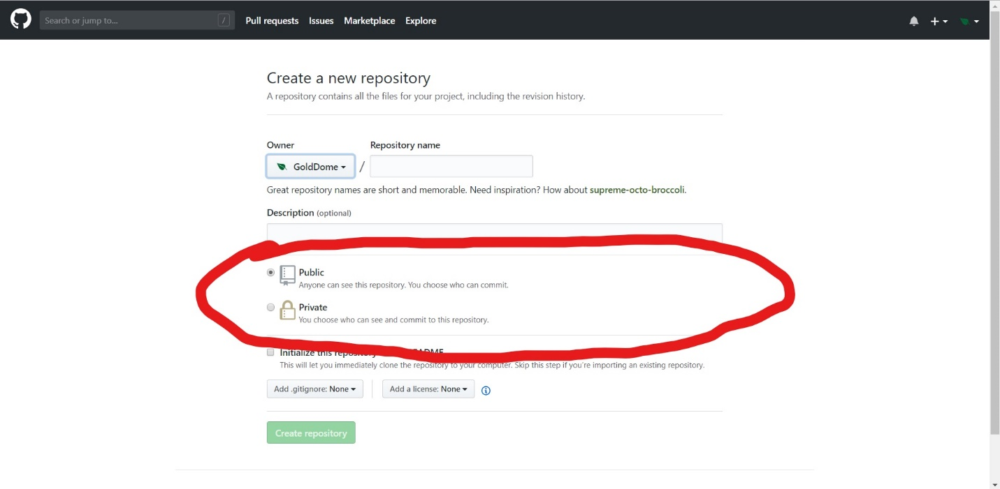 Search or jump to... /
Pull requests Issues Marketplace Explore
Create a new repository
A repository contains all the files for your project, including the revision history.
Owner Repository name
GoldDome /
Great repository names are short and memorable. Need inspiration? How about supreme-octo-broccoli.
Description (optional)
Public
Anyone can see this repository. You choose who can commit.
Private
You choose who can see and commit to this repository.
Initialize this repository
This will let you immediately clone the repository to your computer. Skip this step if you're importing an existing repository.
Add .gitignore: None Add a license: None
Create repository